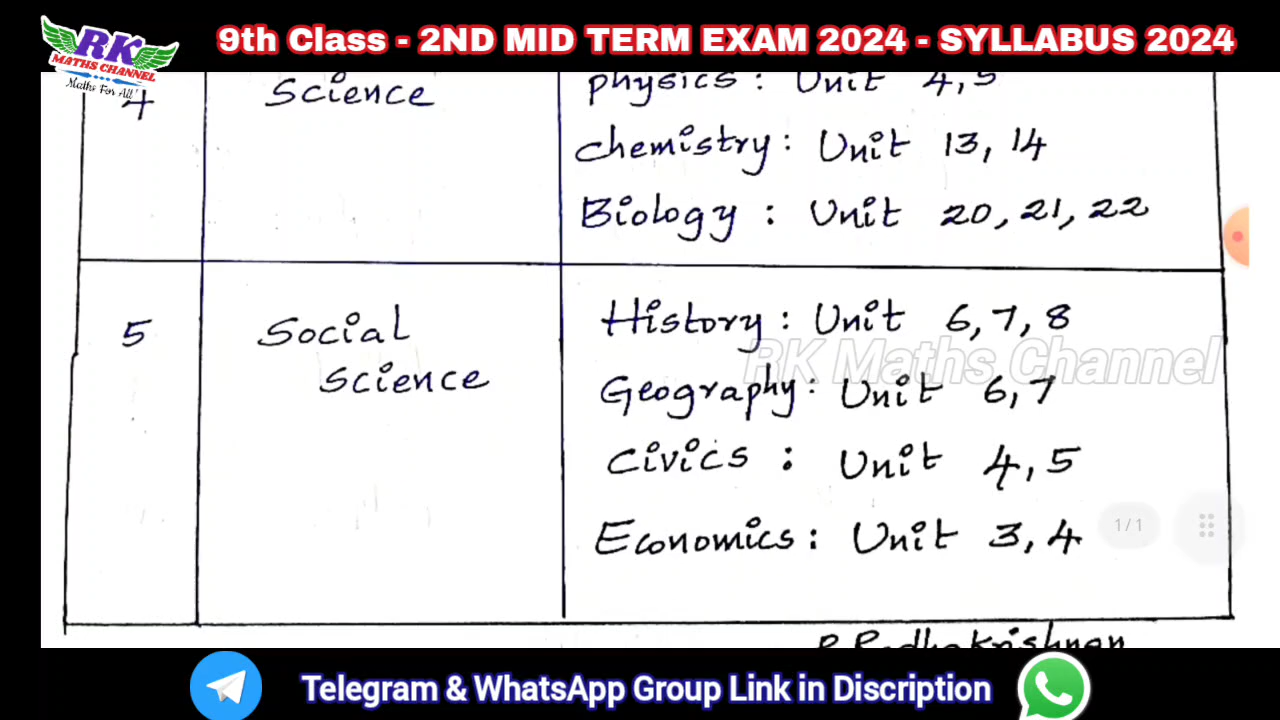 RK
MATHS CHANNEL
Maths For All
9th Class - 2ND MID TERM EXAM 2024 - SYLLABUS 2024
4 Science physics: Unit 4,5
chemistry: Unit 13, 14
Biology : Unit 20, 21, 22
5 Social Science History: Unit 6,7,8
RK Maths Channel
Geography: Unit 6,7
Civics : Unit 4,5
Economics: Unit 3,4
1/1
Telegram & WhatsApp Group Link in Discription